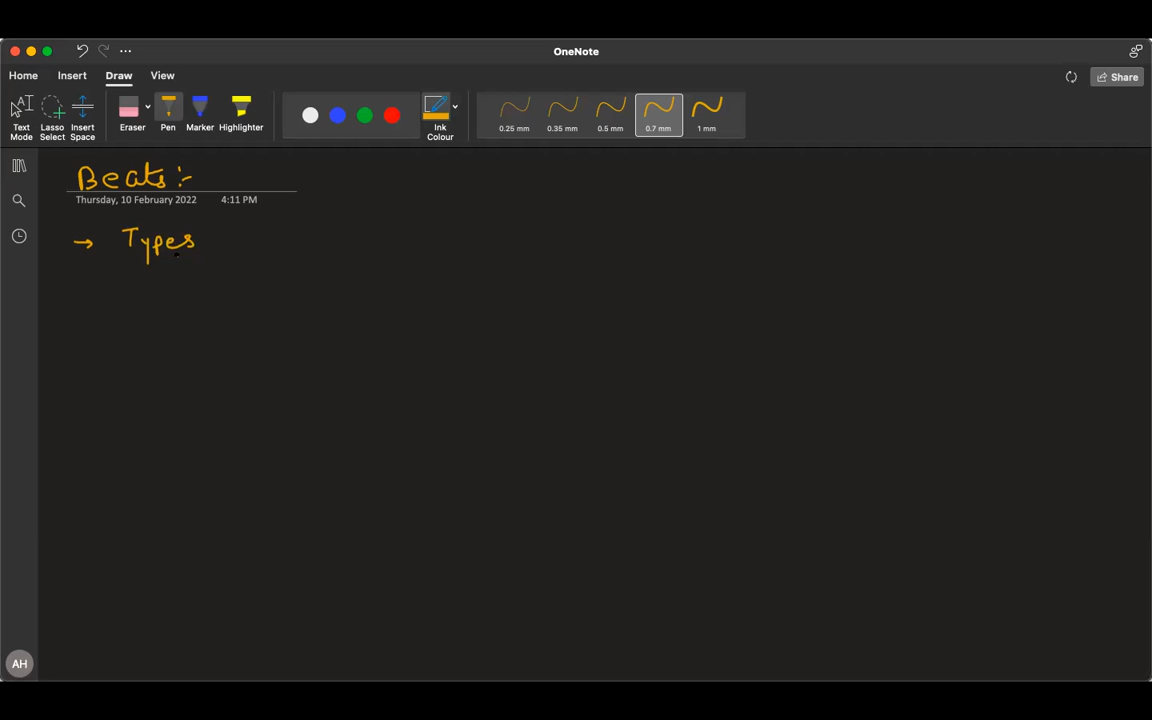 OneNote
Home Insert Draw View
Share
Text Mode
Lasso Select
Insert Space
Eraser
Pen
Marker
Highlighter
Ink Colour
0.25 mm
0.35 mm
0.5 mm
0.7 mm
1 mm
Beats :-
Thursday, 10 February 2022 4:11 PM
→ Types
AH